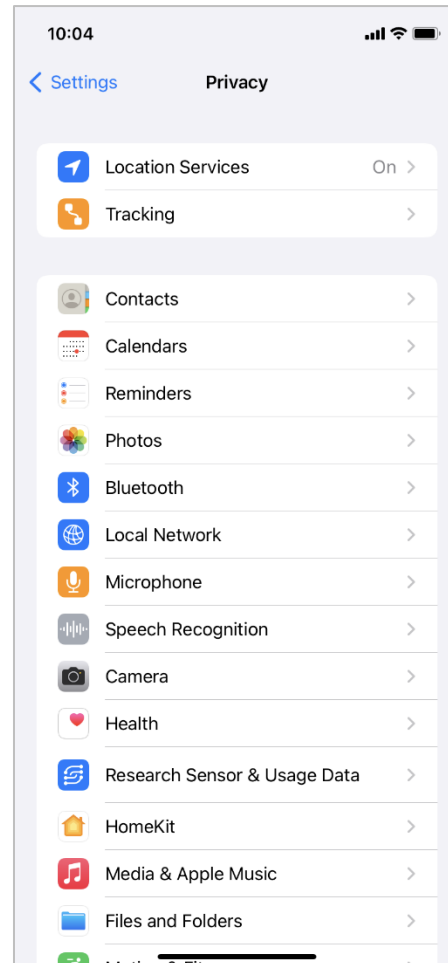 10:04
Settings
Privacy
Location Services On
Tracking
Contacts
Calendars
Reminders
Photos
Bluetooth
Local Network
Microphone
Speech Recognition
Camera
Health
Research Sensor & Usage Data
HomeKit
Media & Apple Music
Files and Folders